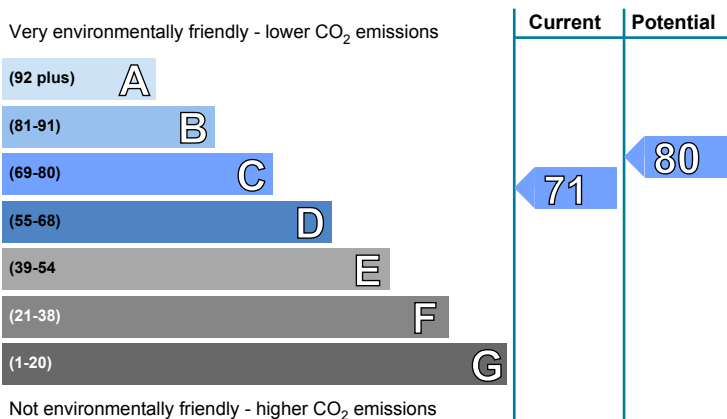 Very environmentally friendly - lower CO2 emissions
Current Potential
(92 plus) A
(81-91) B
(69-80) C
(55-68) D
(39-54 E
(21-38) F
(1-20) G
71
80
Not environmentally friendly - higher CO2 emissions